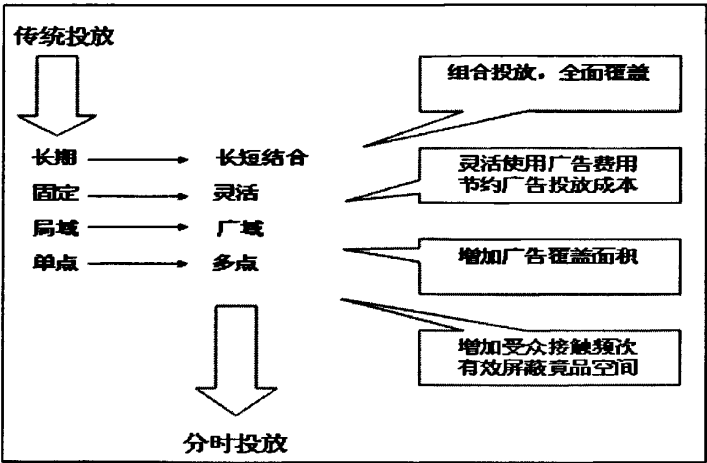 传统投放
组合投放，全面覆盖
长期 长短结合
灵活使用广告费用
节约广告投放成本
固定 灵活
局域 广域
单点 多点
增加广告覆盖面积
增加受众接触频次
有效屏蔽竟品空间
分时投放